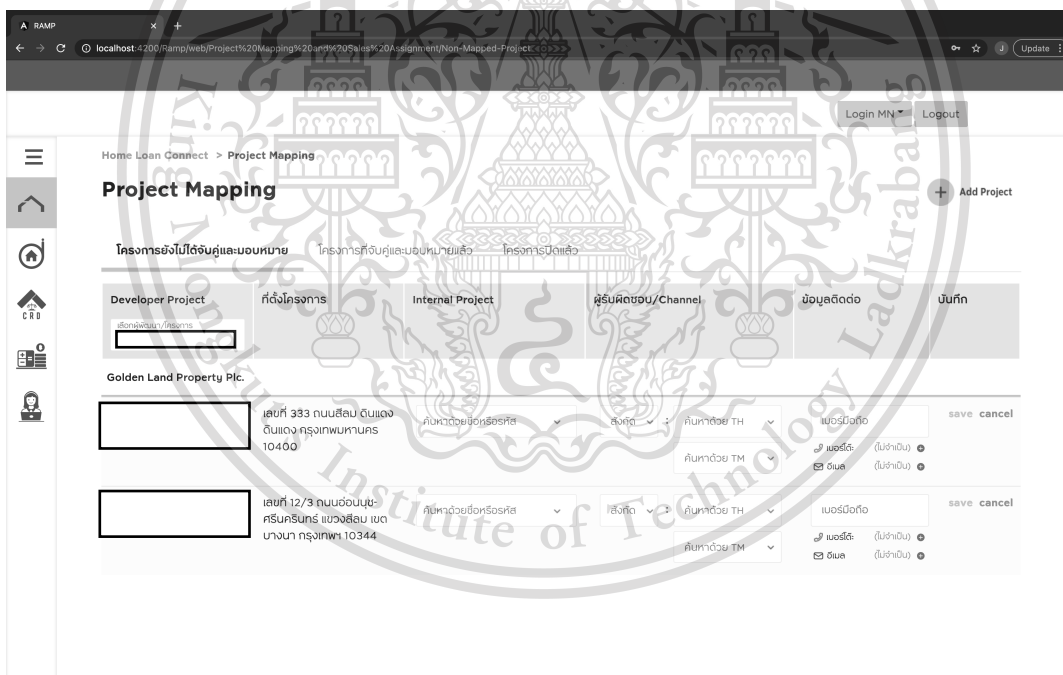 RAMP
localhost:4200/Ramp/web/Project%20Mapping%20and%20Sales%20Assignment/Non-Mapped-Project
J Update
Login MN Logout
Home Loan Connect > Project Mapping
Project Mapping
+ Add Project
โครงการยังไม่ได้จับคู่และมอบหมาย โครงการที่จับคู่และมอบหมายแล้ว โครงการปิดแล้ว
Developer Project ที่ตั้งโครงการ Internal Project ผู้รับผิดชอบ/Channel ข้อมูลติดต่อ บันทึก
เลือกผู้พัฒนา/โครงการ
CRD
Golden Land Property Plc.
เลขที่ 333 ถนนสีลม ดินแดง
ดินแดง กรุงเทพมหานคร
10400
ค้นหาด้วยชื่อหรือรหัส สังกัด : ค้นหาด้วย TH เบอร์มือถือ save cancel
ค้นหาด้วย TM เบอร์โต๊ะ (ไม่จำเป็น)
อีเมล (ไม่จำเป็น)
เลขที่ 12/3 ถนนอ่อนนุช-
ศรีนครินทร์ แขวงสีลม เขต
บางนา กรุงเทพฯ 10344
ค้นหาด้วยชื่อหรือรหัส สังกัด : ค้นหาด้วย TH เบอร์มือถือ save cancel
ค้นหาด้วย TM เบอร์โต๊ะ (ไม่จำเป็น)
อีเมล (ไม่จำเป็น)
King Mongkut's Institute of Technology Ladkrabang